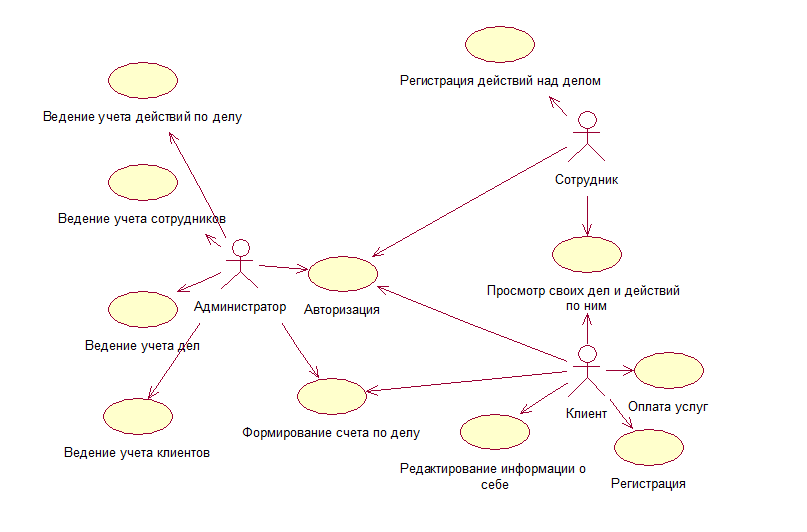 Регистрация действий над делом
Ведение учета действий по делу
Сотрудник
Ведение учета сотрудников
Просмотр своих дел и действий
по ним
Администратор
Авторизация
Ведение учета дел
Клиент
Оплата услуг
Формирование счета по делу
Ведение учета клиентов
Редактирование информации о
себе
Регистрация